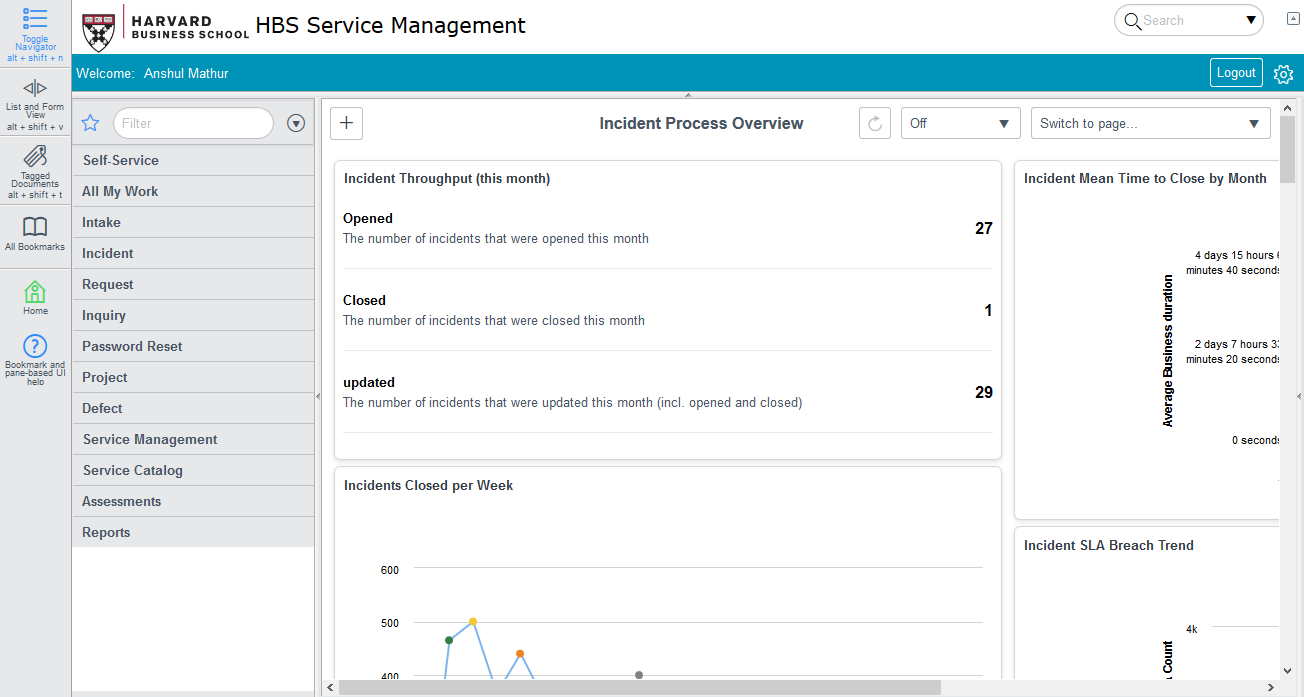 Toggle
Navigator
alt + shift + n
List and Form
View
alt + shift + v
Tagged
Documents
alt + shift + t
All Bookmarks
Home
Bookmark and
pane-based UI
help
HARVARD
BUSINESS SCHOOL
HBS Service Management
Search
Welcome: Anshul Mathur
Logout
Filter
Self-Service
All My Work
Intake
Incident
Request
Inquiry
Password Reset
Project
Defect
Service Management
Service Catalog
Assessments
Reports
Incident Process Overview
Off
Switch to page...
Incident Throughput (this month)
Opened
The number of incidents that were opened this month
27
Closed
The number of incidents that were closed this month
1
updated
The number of incidents that were updated this month (incl. opened and closed)
29
Incidents Closed per Week
600
500
400
Incident Mean Time to Close by Month
Average Business duration
4 days 15 hours
minutes 40 seconds
2 days 7 hours
minutes 20 seconds
0 seconds
Incident SLA Breach Trend
4k
Count